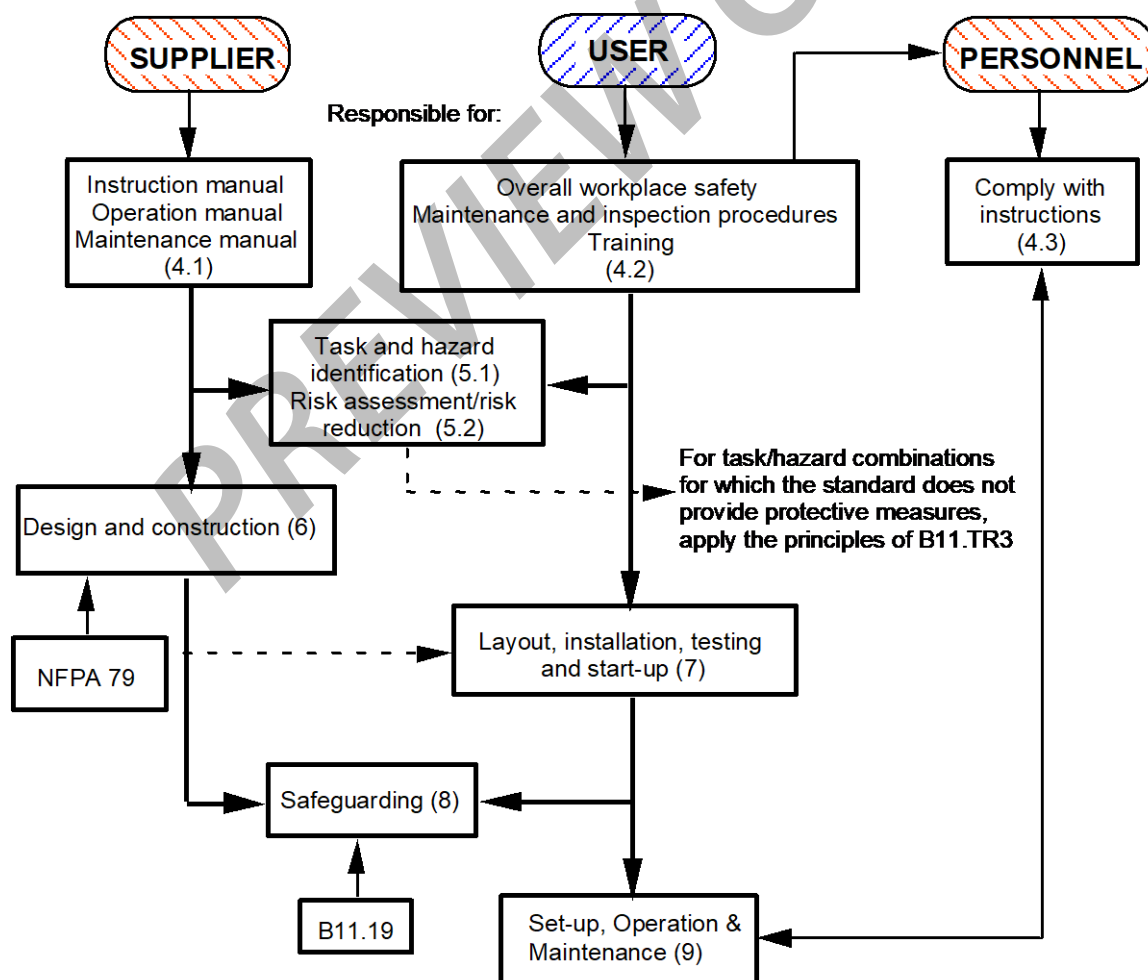 SUPPLIER
USER
PERSONNEL
Responsible for:
Instruction manual
Operation manual
Maintenance manual
(4.1)
Overall workplace safety
Maintenance and inspection procedures
Training
(4.2)
Comply with
instructions
(4.3)
Task and hazard
identification (5.1)
Risk assessment/risk
reduction (5.2)
For task/hazard combinations
for which the standard does not
provide protective measures,
apply the principles of B11.TR3
Design and construction (6)
NFPA 79
Layout, installation, testing
and start-up (7)
Safeguarding (8)
B11.19
Set-up, Operation &
Maintenance (9)
PREVIEW